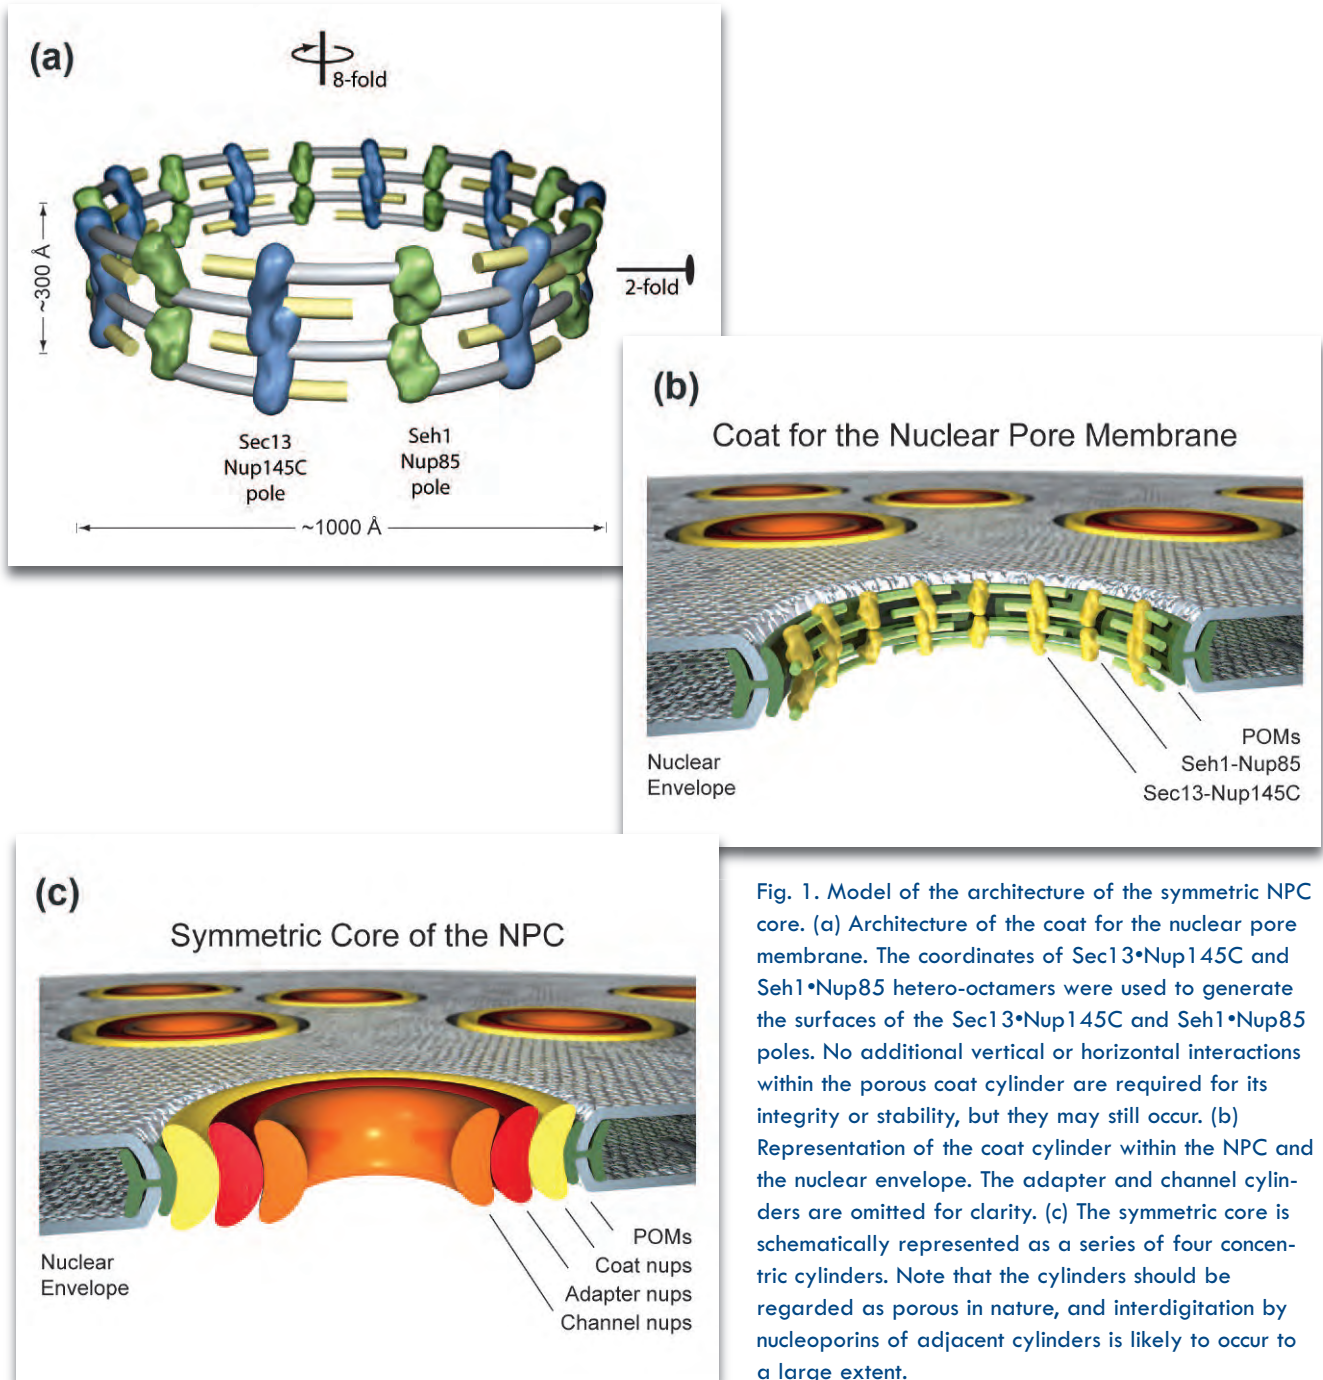 (a)
8-fold
~300 Å
2-fold
Sec13
Nup145C
pole
Seh1
Nup85
pole
~1000 Å
(b)
Coat for the Nuclear Pore Membrane
Nuclear
Envelope
POMs
Seh1-Nup85
Sec13-Nup145C
(c)
Symmetric Core of the NPC
Nuclear
Envelope
POMs
Coat nups
Adapter nups
Channel nups
Fig. 1. Model of the architecture of the symmetric NPC
core. (a) Architecture of the coat for the nuclear pore
membrane. The coordinates of Sec13•Nup145C and
Seh1•Nup85 hetero-octamers were used to generate
the surfaces of the Sec13•Nup145C and Seh1•Nup85
poles. No additional vertical or horizontal interactions
within the porous coat cylinder are required for its
integrity or stability, but they may still occur. (b)
Representation of the coat cylinder within the NPC and
the nuclear envelope. The adapter and channel cylin-
ders are omitted for clarity. (c) The symmetric core is
schematically represented as a series of four concen-
tric cylinders. Note that the cylinders should be
regarded as porous in nature, and interdigitation by
nucleoporins of adjacent cylinders is likely to occur to
a large extent.